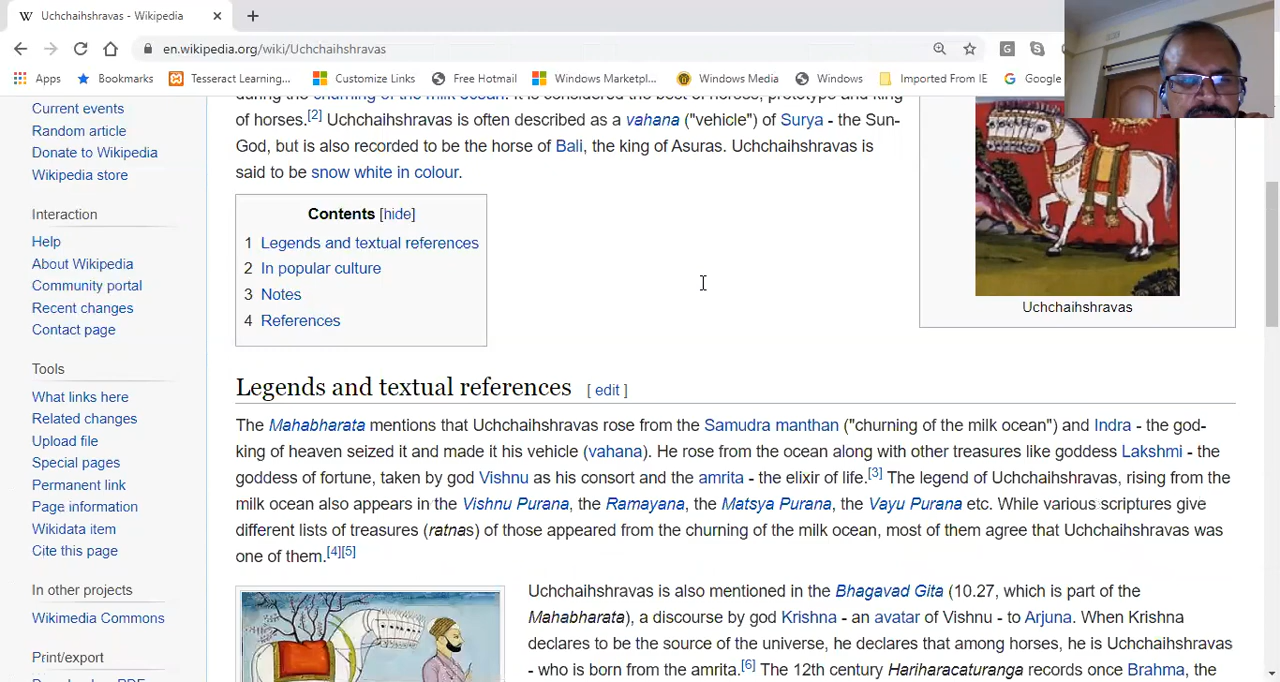 Uchchaihshravas - Wikipedia
en.wikipedia.org/wiki/Uchchaihshravas
Apps Bookmarks Tesseract Learning... Customize Links Free Hotmail Windows Marketpl... Windows Media Windows Imported From IE Google
Current events
Random article
Donate to Wikipedia
Wikipedia store
Interaction
Help
About Wikipedia
Community portal
Recent changes
Contact page
Tools
What links here
Related changes
Upload file
Special pages
Permanent link
Page information
Wikidata item
Cite this page
In other projects
Wikimedia Commons
Print/export
during the churning of the milk ocean. It is considered the best of horses, prototype and king
of horses.[2] Uchchaihshravas is often described as a vahana ("vehicle") of Surya - the Sun-
God, but is also recorded to be the horse of Bali, the king of Asuras. Uchchaihshravas is
said to be snow white in colour.
Contents [hide]
1 Legends and textual references
2 In popular culture
3 Notes
4 References
Uchchaihshravas
Legends and textual references [ edit ]
The Mahabharata mentions that Uchchaihshravas rose from the Samudra manthan ("churning of the milk ocean") and Indra - the god-
king of heaven seized it and made it his vehicle (vahana). He rose from the ocean along with other treasures like goddess Lakshmi - the
goddess of fortune, taken by god Vishnu as his consort and the amrita - the elixir of life.[3] The legend of Uchchaihshravas, rising from the
milk ocean also appears in the Vishnu Purana, the Ramayana, the Matsya Purana, the Vayu Purana etc. While various scriptures give
different lists of treasures (ratnas) of those appeared from the churning of the milk ocean, most of them agree that Uchchaihshravas was
one of them.[4][5]
Uchchaihshravas is also mentioned in the Bhagavad Gita (10.27, which is part of the
Mahabharata), a discourse by god Krishna - an avatar of Vishnu - to Arjuna. When Krishna
declares to be the source of the universe, he declares that among horses, he is Uchchaihshravas
- who is born from the amrita.[6] The 12th century Hariharacaturanga records once Brahma, the